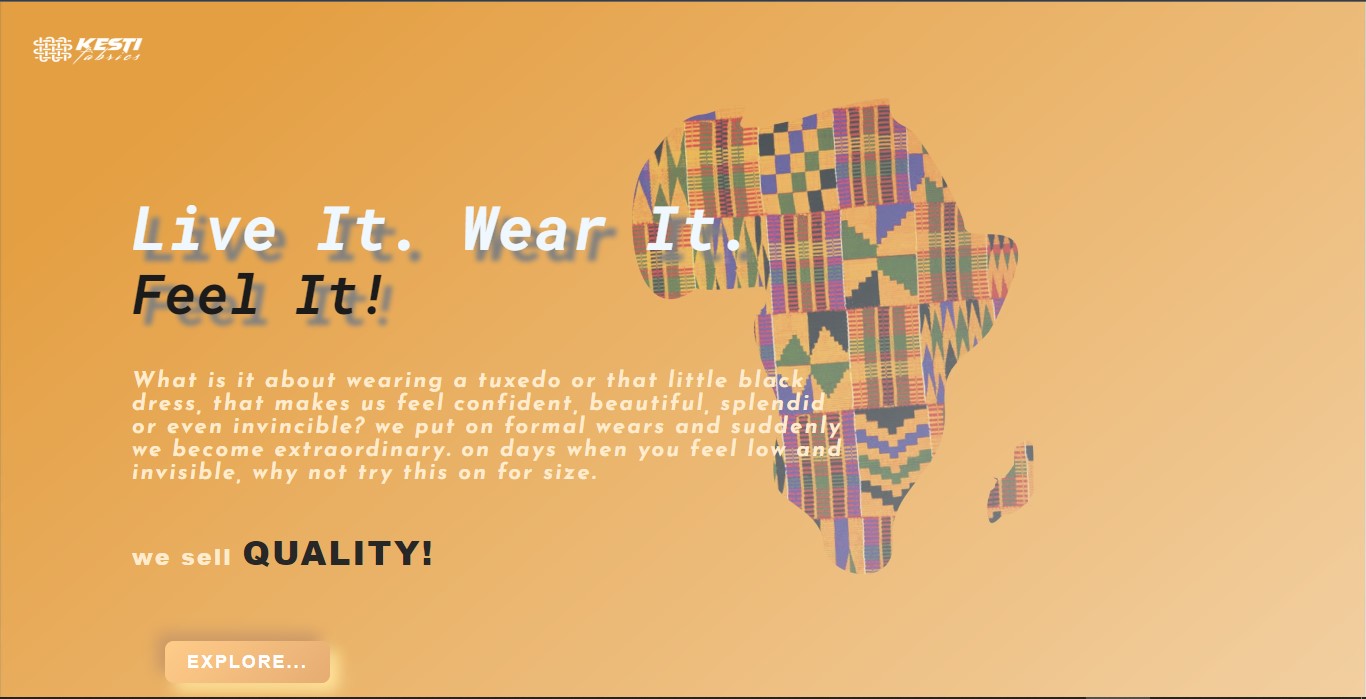 KESTI
fabrics
Live It. Wear It.
Feel It!
What is it about wearing a tuxedo or that little black
dress, that makes us feel confident, beautiful, splendid
or even invincible? we put on formal wears and suddenly
we become extraordinary. on days when you feel low and
invisible, why not try this on for size.
we sell QUALITY!
EXPLORE...